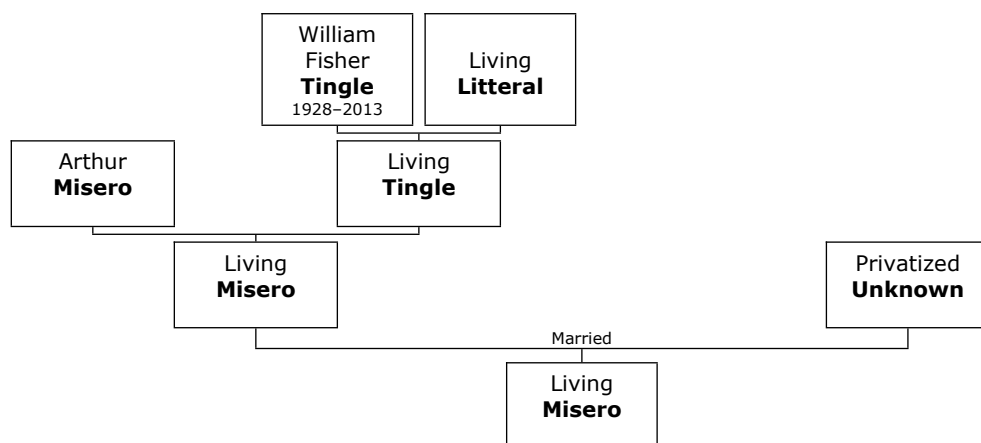 William
Fisher
Tingle
1928–2013
Living
Litteral
Arthur
Misero
Living
Tingle
Living
Misero
Privatized
Unknown
Married
Living
Misero